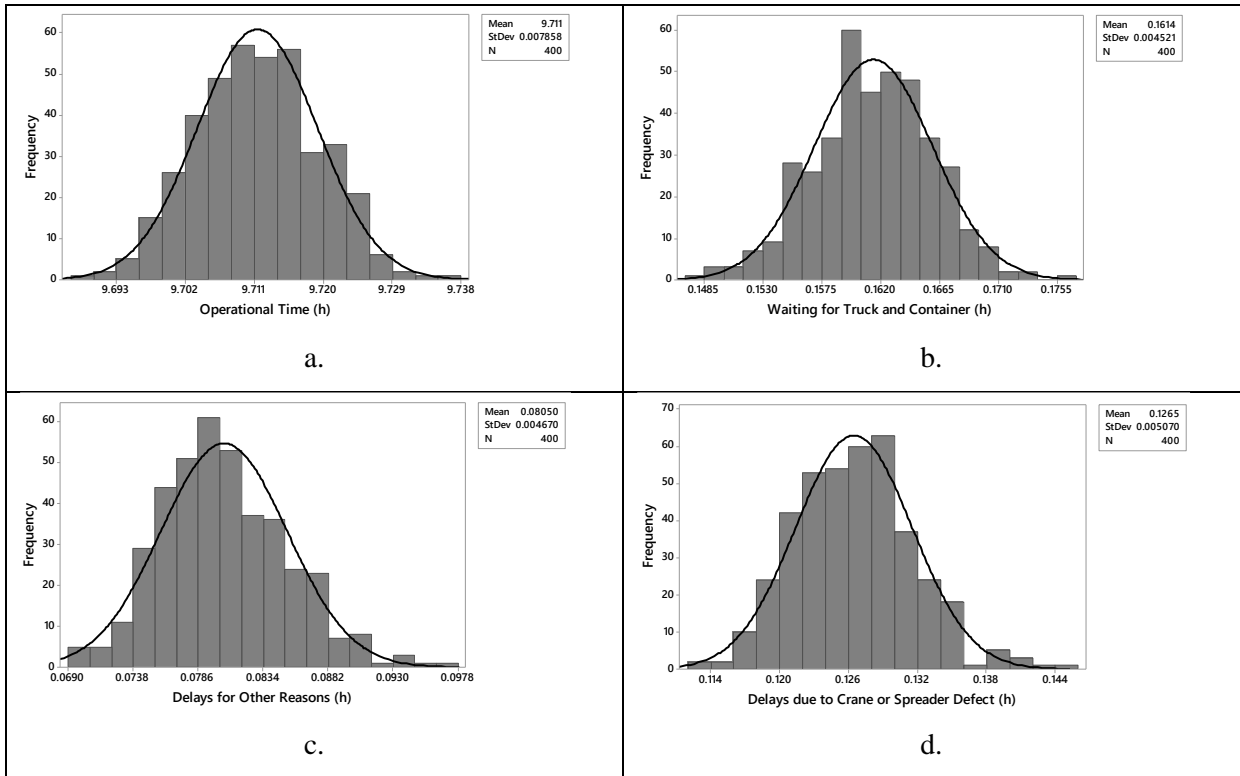 Mean 9.711
StDev 0.007858
N 400
60
50
40
30
20
10
0
Frequency
9.693 9.702 9.711 9.720 9.729 9.738
Operational Time (h)
a.
Mean 0.1614
StDev 0.004521
N 400
60
50
40
30
20
10
0
Frequency
0.1485 0.1530 0.1575 0.1620 0.1665 0.1710 0.1755
Waiting for Truck and Container (h)
b.
Mean 0.08050
StDev 0.004670
N 400
60
50
40
30
20
10
0
Frequency
0.0690 0.0738 0.0786 0.0834 0.0882 0.0930 0.0978
Delays for Other Reasons (h)
c.
Mean 0.1265
StDev 0.005070
N 400
70
60
50
40
30
20
10
0
Frequency
0.114 0.120 0.126 0.132 0.138 0.144
Delays due to Crane or Spreader Defect (h)
d.